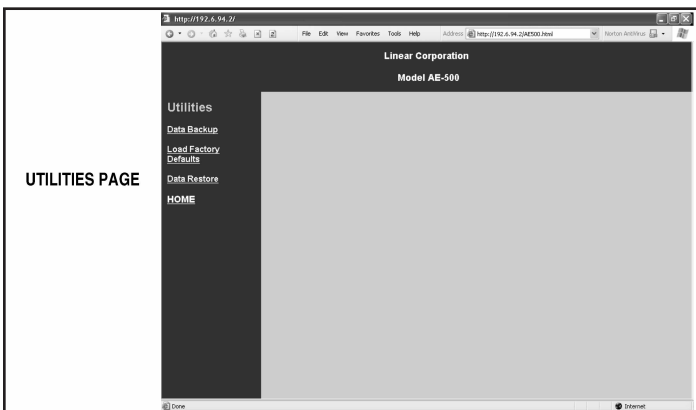 UTILITIES PAGE
http://192.6.94.2/
File Edit View Favorites Tools Help
Address http://192.6.94.2/AE500.html
Norton AntiVirus
Linear Corporation
Model AE-500
Utilities
Data Backup
Load Factory
Defaults
Data Restore
HOME
Done
Internet